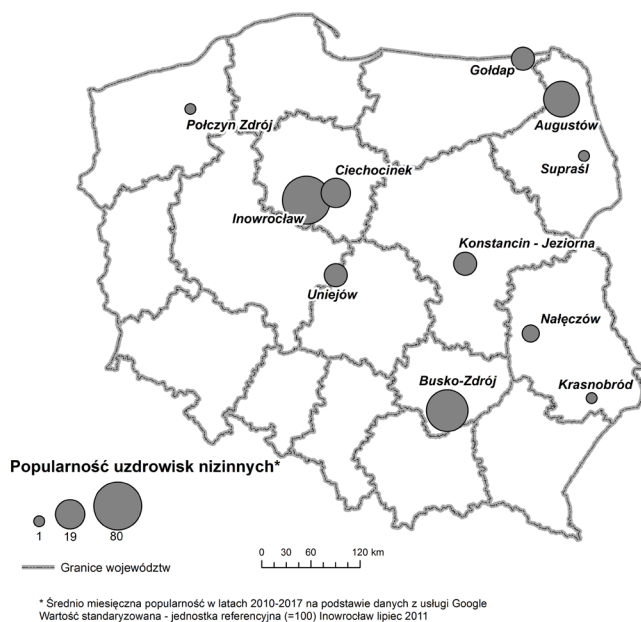 Gołdap
Augustów
Połczyn Zdrój
Supraśl
Ciechocinek
Inowrocław
Konstancin - Jeziorna
Uniejów
Nałęczów
Busko-Zdrój
Krasnobród
Popularność uzdrowisk nizinnych*
1 19 80
0 30 60 120 km
Granice województw
* Średnio miesięczna popularność w latach 2010-2017 na podstawie danych z usługi Google
Wartość standaryzowana - jednostka referencyjna (=100) Inowrocław lipiec 2011